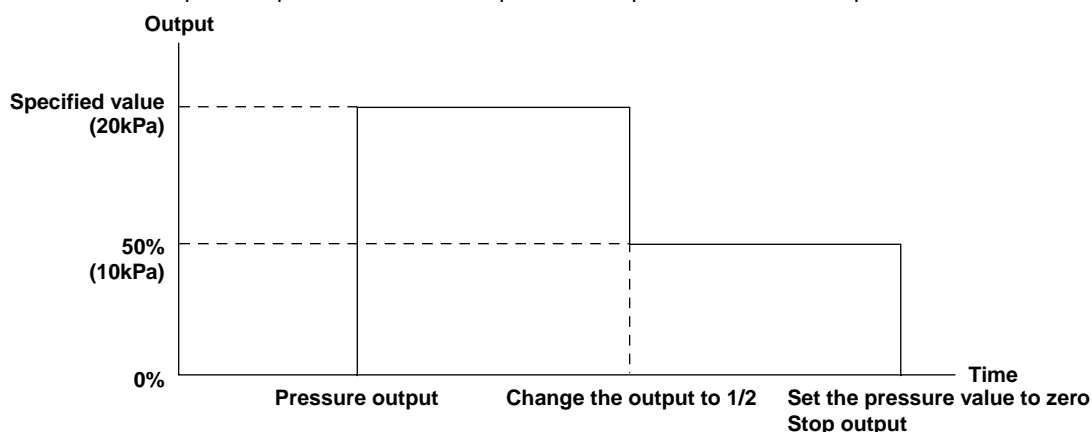 Output
Specified value
(20kPa)
50%
(10kPa)
0%
Time
Pressure output
Change the output to 1/2
Set the pressure value to zero
Stop output